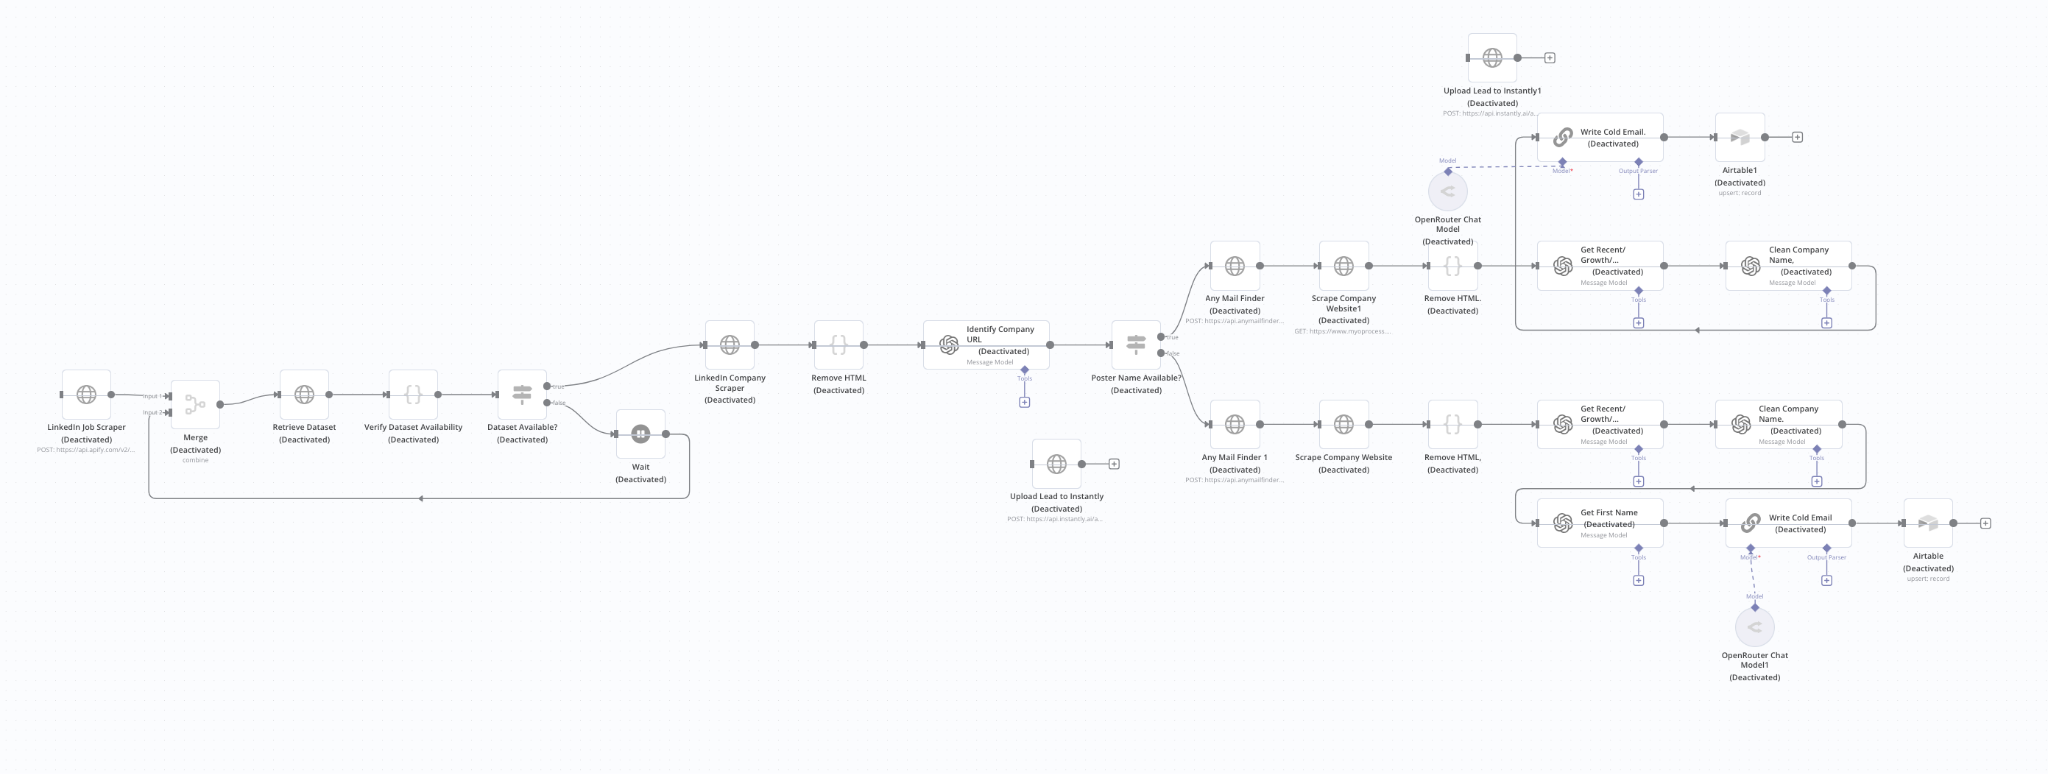 Upload Lead to Instantly1
(Deactivated)
POST: https://api.instantly.ai/a...
Write Cold Email.
(Deactivated)
Model*
Output Parser
Airtable1
(Deactivated)
upsert: record
Model
OpenRouter Chat
Model
(Deactivated)
Any Mail Finder
(Deactivated)
POST: https://api.anymailfinder...
Scrape Company
Website1
(Deactivated)
GET: https://www.myoprocess....
Remove HTML.
(Deactivated)
Get Recent/
Growth/...
(Deactivated)
Message Model
Tools
Clean Company
Name,
(Deactivated)
Message Model
Tools
LinkedIn Job Scraper
(Deactivated)
POST: https://api.apify.com/v2/...
Input 1
Input 2
Merge
(Deactivated)
combine
Retrieve Dataset
(Deactivated)
Verify Dataset Availability
(Deactivated)
Dataset Available?
(Deactivated)
true
false
Wait
(Deactivated)
LinkedIn Company
Scraper
(Deactivated)
Remove HTML
(Deactivated)
Identify Company
URL
(Deactivated)
Message Model
Tools
Poster Name Available?
(Deactivated)
true
false
Upload Lead to Instantly
(Deactivated)
POST: https://api.instantly.ai/a...
Any Mail Finder 1
(Deactivated)
POST: https://api.anymailfinder...
Scrape Company Website
(Deactivated)
Remove HTML,
(Deactivated)
Get Recent/
Growth/...
(Deactivated)
Message Model
Tools
Clean Company
Name.
(Deactivated)
Message Model
Tools
Get First Name
(Deactivated)
Message Model
Tools
Write Cold Email
(Deactivated)
Model*
Output Parser
Airtable
(Deactivated)
upsert: record
Model
OpenRouter Chat
Model1
(Deactivated)